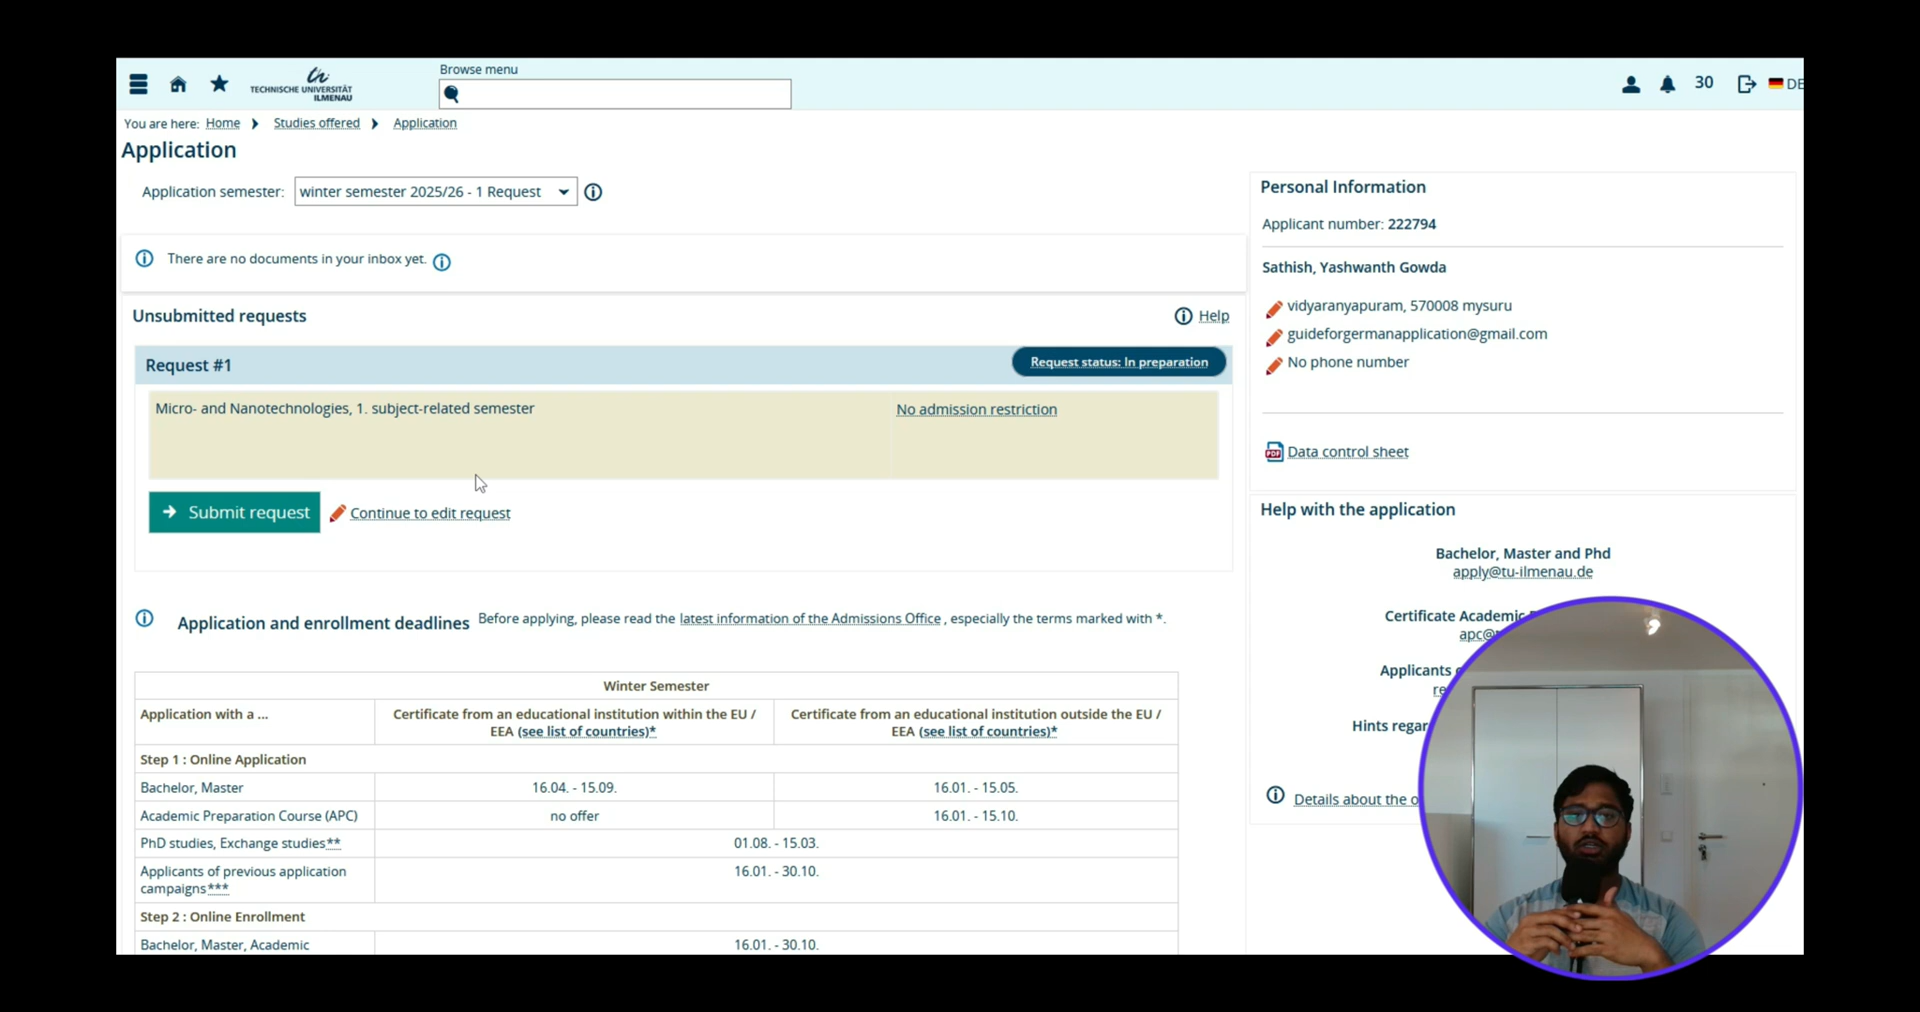 Browse menu
TECHNISCHE UNIVERSITÄT
ILMENAU
30
DE
You are here: Home Studies offered Application
Application
Application semester: winter semester 2025/26 - 1 Request
There are no documents in your inbox yet.
Unsubmitted requests
Help
Request #1
Request status: In preparation
Micro- and Nanotechnologies, 1. subject-related semester
No admission restriction
Submit request
Continue to edit request
Application and enrollment deadlines
Before applying, please read the latest information of the Admissions Office , especially the terms marked with *.
Winter Semester
Application with a ...
Certificate from an educational institution within the EU /
EEA (see list of countries)*
Certificate from an educational institution outside the EU /
EEA (see list of countries)*
Step 1 : Online Application
Bachelor, Master 16.04. - 15.09. 16.01. - 15.05.
Academic Preparation Course (APC) no offer 16.01. - 15.10.
PhD studies, Exchange studies** 01.08. - 15.03.
Applicants of previous application
campaigns***
16.01. - 30.10.
Step 2 : Online Enrollment
Bachelor, Master, Academic 16.01. - 30.10.
Personal Information
Applicant number: 222794
Sathish, Yashwanth Gowda
vidyaranyapuram, 570008 mysuru
guideforgermanapplication@gmail.com
No phone number
PDF Data control sheet
Help with the application
Bachelor, Master and Phd
apply@tu-ilmenau.de
Certificate Academic
apc@
Applicants
re
Hints regar
Details about the o